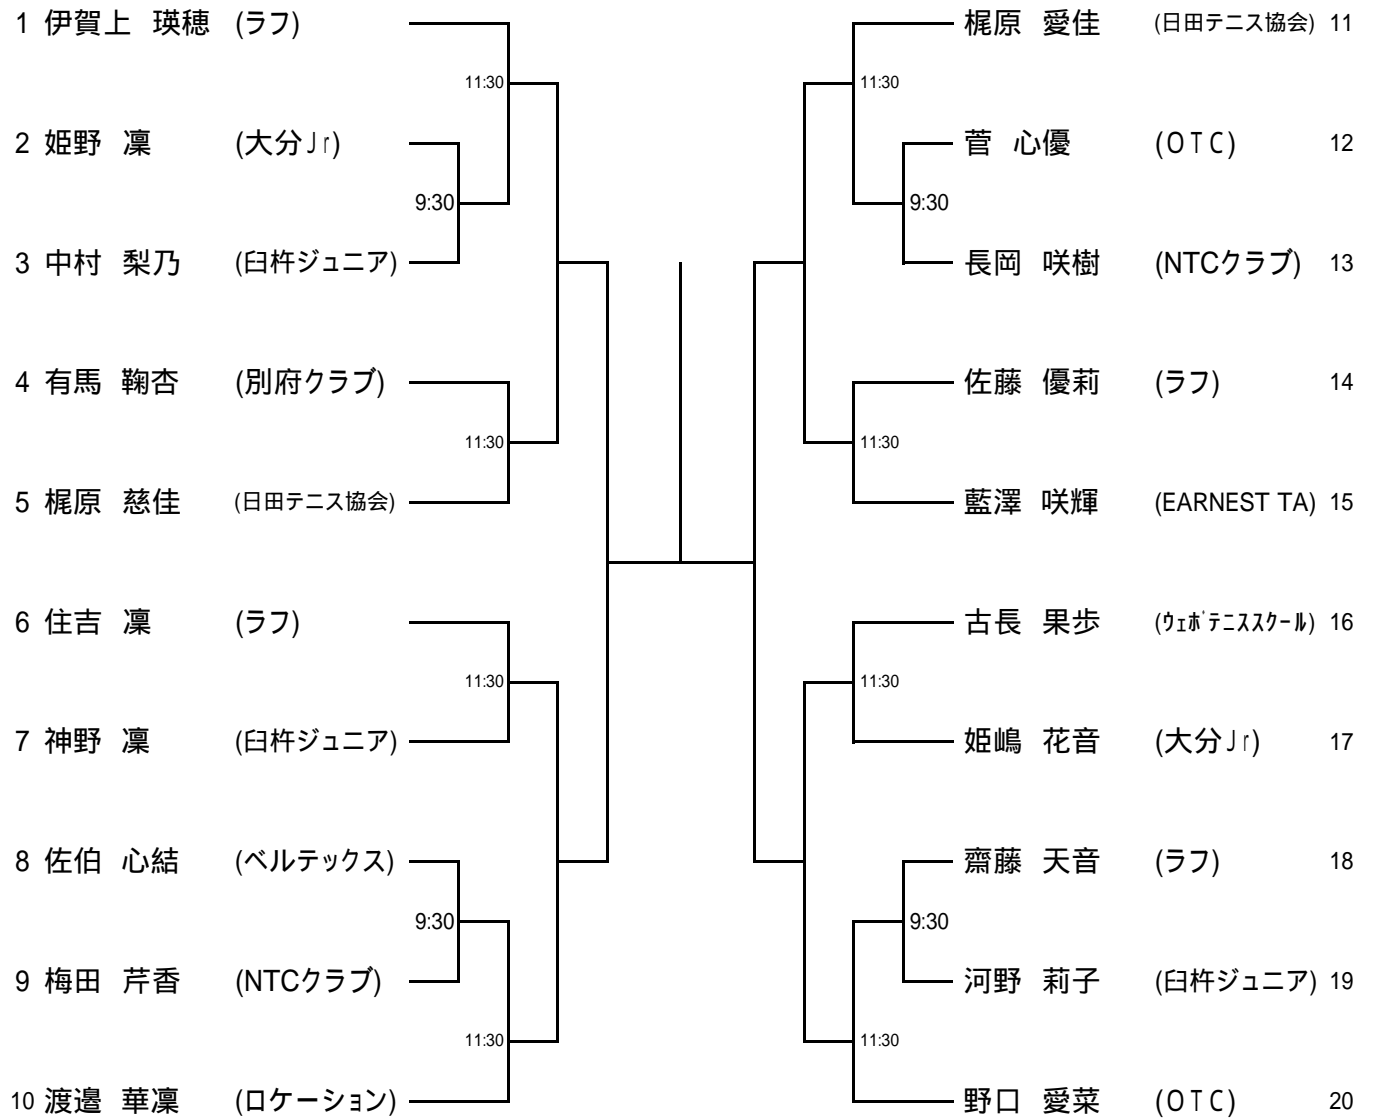 1 伊賀上 瑛穂 (ラフ)
11:30
2 姫野 凜 (大分Jr)
9:30
3 中村 梨乃 (臼杵ジュニア)
4 有馬 鞠杏 (別府クラブ)
11:30
5 梶原 慈佳 (日田テニス協会)
6 住吉 凜 (ラフ)
11:30
7 神野 凜 (臼杵ジュニア)
8 佐伯 心結 (ベルテックス)
9:30
9 梅田 芹香 (NTCクラブ)
11:30
10 渡邉 華凜 (ロケーション)
梶原 愛佳 (日田テニス協会) 11
11:30
菅 心優 (OTC) 12
9:30
長岡 咲樹 (NTCクラブ) 13
佐藤 優莉 (ラフ) 14
11:30
藍澤 咲輝 (EARNEST TA) 15
古長 果歩 (ｳｪﾎﾞﾃﾆｽｽｸｰﾙ) 16
11:30
姫嶋 花音 (大分Jr) 17
齋藤 天音 (ラフ) 18
9:30
河野 莉子 (臼杵ジュニア) 19
11:30
野口 愛菜 (OTC) 20